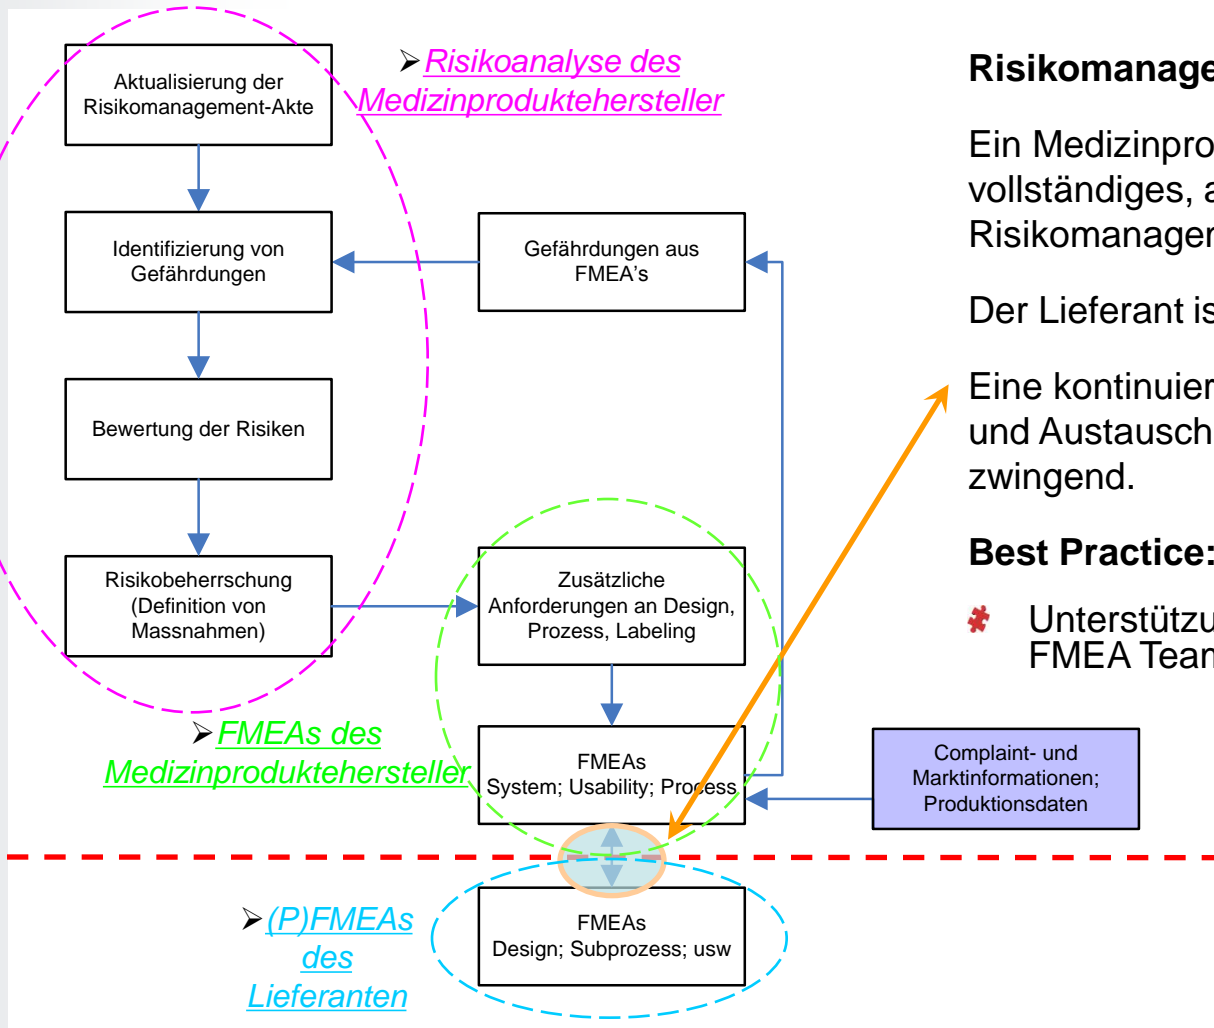 Aktualisierung der
Risikomanagement-Akte
Identifizierung von
Gefährdungen
Bewertung der Risiken
Risikobeherrschung
(Definition von
Massnahmen)
➢Risikoanalyse des
Medizinproduktehersteller
Gefährdungen aus
FMEA's
Zusätzliche
Anforderungen an Design,
Prozess, Labeling
➢FMEAs des
Medizinproduktehersteller
FMEAs
System; Usability; Process
Complaint- und
Marktinformationen;
Produktionsdaten
➢(P)FMEAs
des
Lieferanten
FMEAs
Design; Subprozess; usw
Risikomanage
Ein Medizinpro
vollständiges, a
Risikomanager
Der Lieferant is
Eine kontinuier
und Austausch
zwingend.
Best Practice:
Unterstützu
FMEA Team